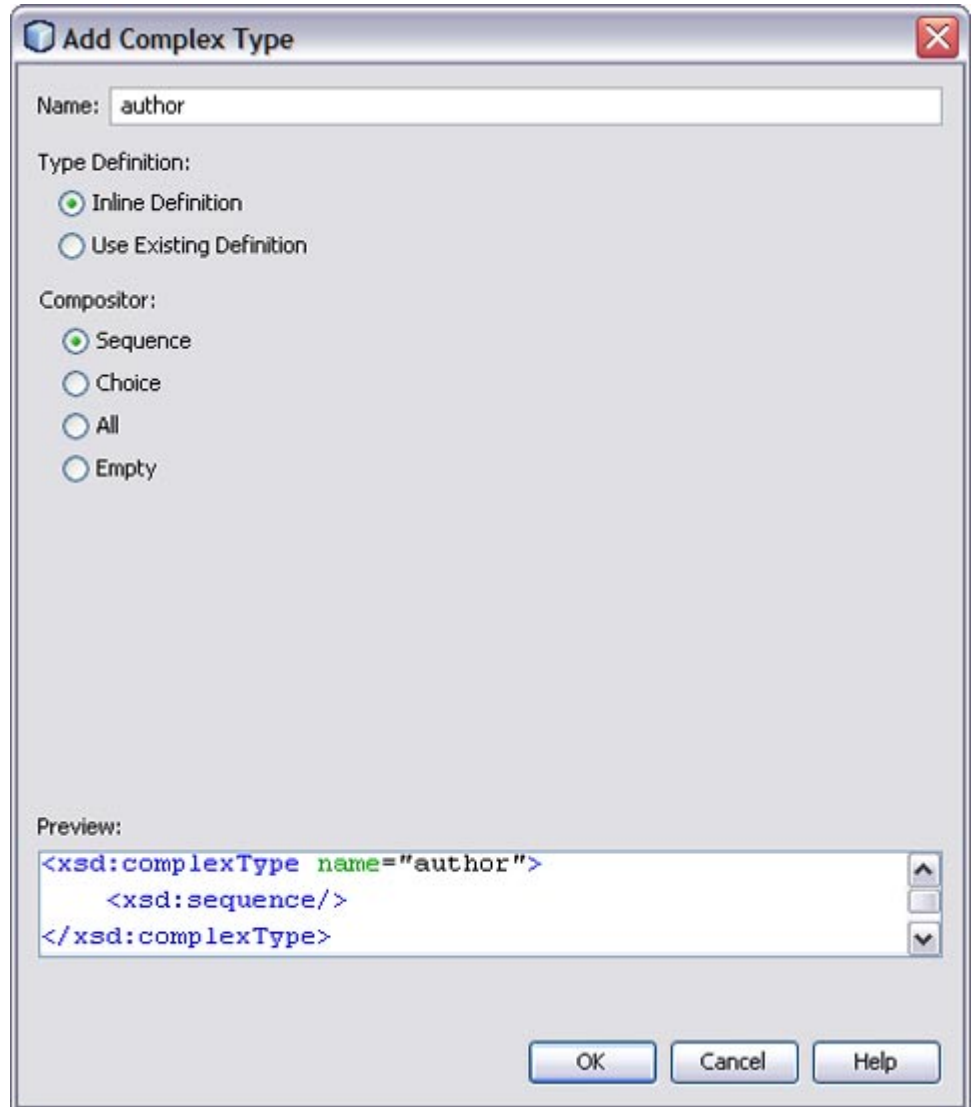 Add Complex Type
Name: author
Type Definition:
Inline Definition
Use Existing Definition
Compositor:
Sequence
Choice
All
Empty
Preview:
<xsd:complexType name="author">
    <xsd:sequence/>
</xsd:complexType>
OK Cancel Help